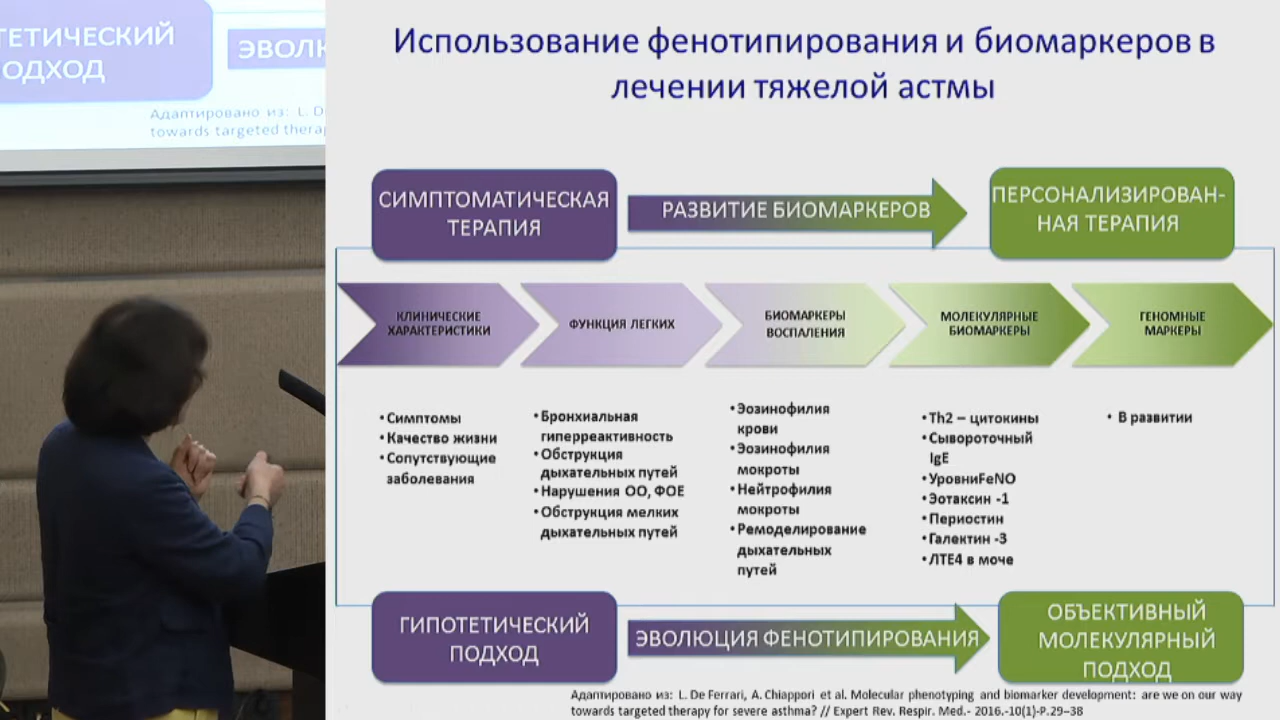 ТЕТИЧЕСКИЙ
ОДХОД
ЭВОЛЮ
Адаптировано из: L. D
towards targeted thera
Использование фенотипирования и биомаркеров в
лечении тяжелой астмы
СИМПТОМАТИЧЕСКАЯ
ТЕРАПИЯ
РАЗВИТИЕ БИОМАРКЕРОВ
ПЕРСОНАЛИЗИРОВАН-
НАЯ ТЕРАПИЯ
КЛИНИЧЕСКИЕ
ХАРАКТЕРИСТИКИ
ФУНКЦИЯ ЛЕГКИХ
БИОМАРКЕРЫ
ВОСПАЛЕНИЯ
МОЛЕКУЛЯРНЫЕ
БИОМАРКЕРЫ
ГЕНОМНЫЕ
МАРКЕРЫ
•Симптомы
•Качество жизни
•Сопутствующие
заболевания
•Бронхиальная
гиперреактивность
•Обструкция
дыхательных путей
•Нарушения ОО, ФОЕ
•Обструкция мелких
дыхательных путей
•Эозинофилия
крови
•Эозинофилия
мокроты
•Нейтрофилия
мокроты
•Ремоделирование
дыхательных
путей
•Th2 – цитокины
•Сывороточный
IgE
•УровниFeNO
•Эотаксин -1
•Периостин
•Галектин -3
•ЛТЕ4 в моче
• В развитии
ГИПОТЕТИЧЕСКИЙ
ПОДХОД
ЭВОЛЮЦИЯ ФЕНОТИПИРОВАНИЯ
ОБЪЕКТИВНЫЙ
МОЛЕКУЛЯРНЫЙ
ПОДХОД
Адаптировано из: L. De Ferrari, A. Chiappori et al. Molecular phenotyping and biomarker development: are we on our way
towards targeted therapy for severe asthma? // Expert Rev. Respir. Med.- 2016.-10(1)-P.29–38